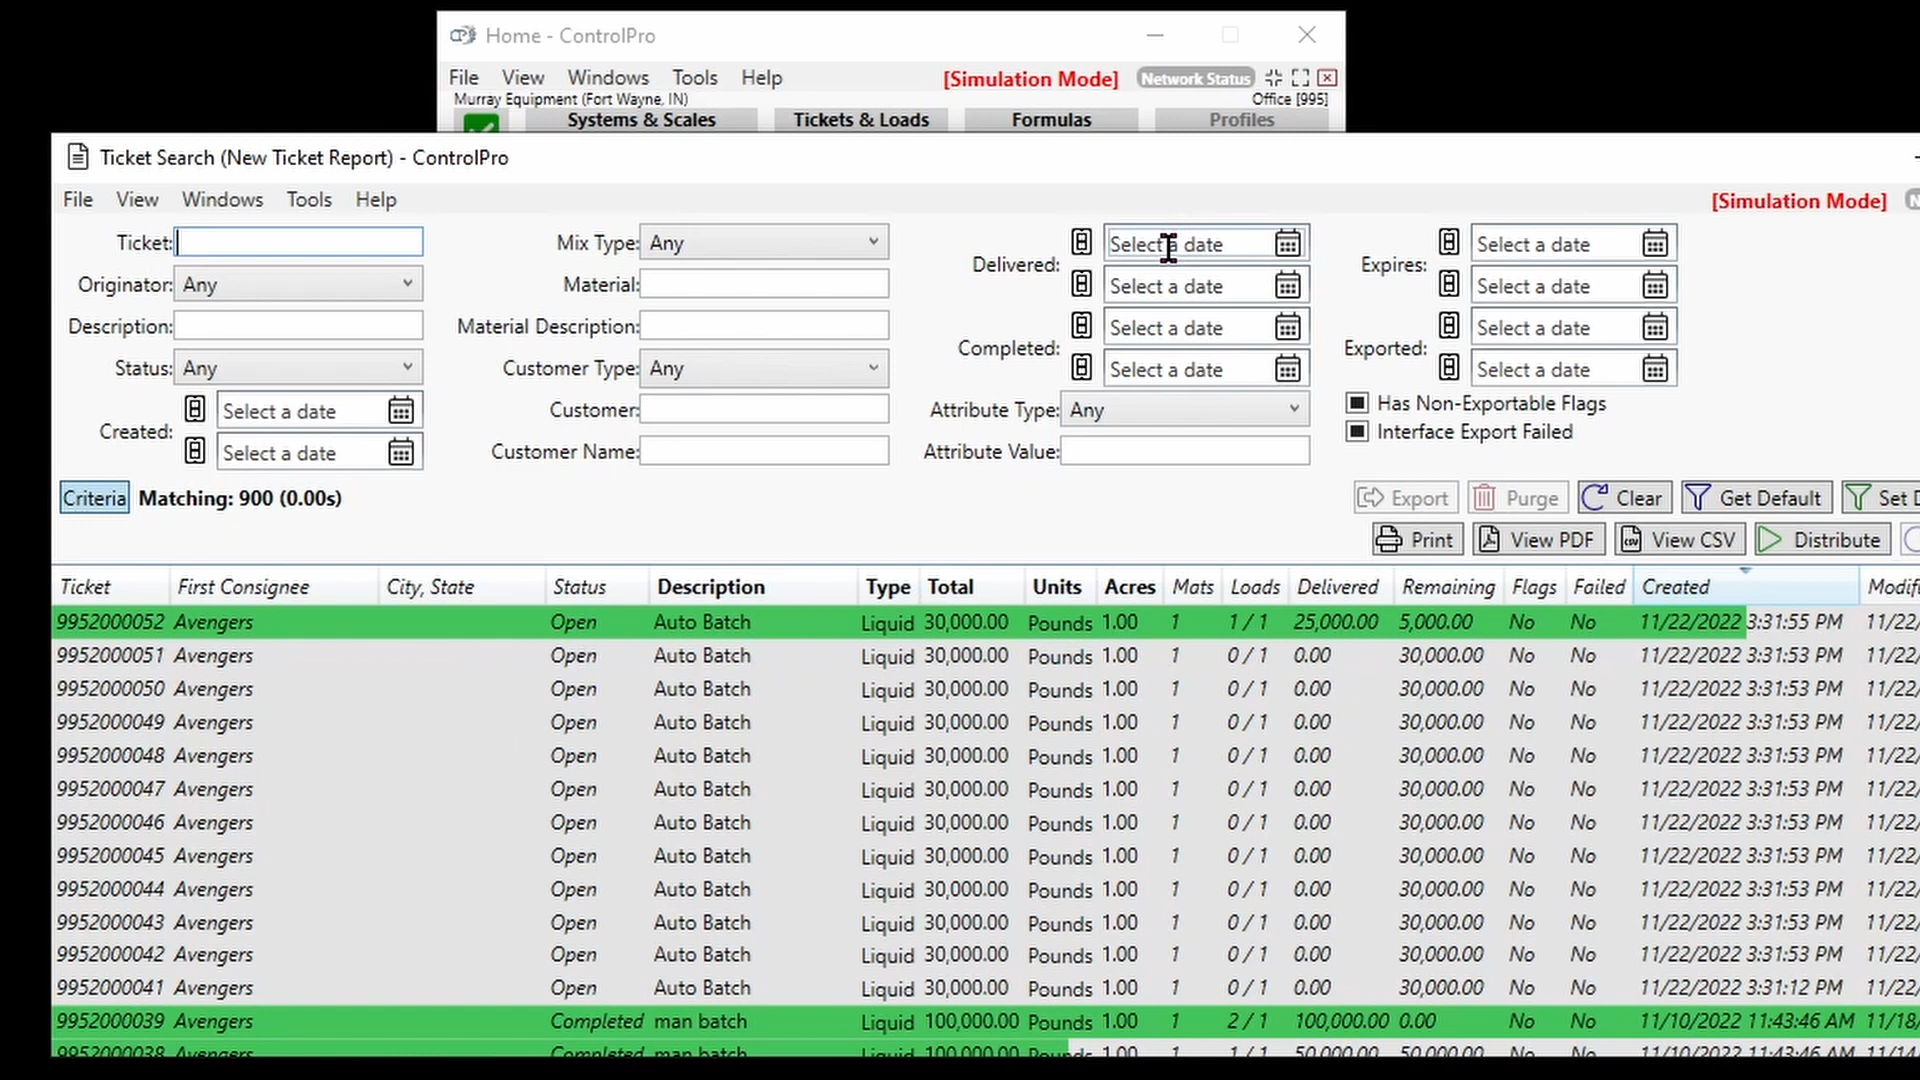 Home - ControlPro
File View Windows Tools Help [Simulation Mode] Network Status
Murray Equipment (Fort Wayne, IN) Office [995]
Systems & Scales Tickets & Loads Formulas Profiles
Ticket Search (New Ticket Report) - ControlPro
File View Windows Tools Help [Simulation Mode]
Ticket: Mix Type: Any Delivered: Select a date Expires: Select a date
Originator: Any Material: Select a date Select a date
Description: Material Description: Completed: Select a date Exported: Select a date
Status: Any Customer Type: Any Select a date Select a date
Created: Select a date Customer: Attribute Type: Any Has Non-Exportable Flags
Select a date Customer Name: Attribute Value: Interface Export Failed
Criteria Matching: 900 (0.00s) Export Purge Clear Get Default Set
Print View PDF View CSV Distribute
Ticket First Consignee City, State Status Description Type Total Units Acres Mats Loads Delivered Remaining Flags Failed Created
9952000052 Avengers Open Auto Batch Liquid 30,000.00 Pounds 1.00 1 1 / 1 25,000.00 5,000.00 No No 11/22/2022 3:31:55 PM 11/22/
9952000051 Avengers Open Auto Batch Liquid 30,000.00 Pounds 1.00 1 0 / 1 0.00 30,000.00 No No 11/22/2022 3:31:53 PM 11/22/
9952000050 Avengers Open Auto Batch Liquid 30,000.00 Pounds 1.00 1 0 / 1 0.00 30,000.00 No No 11/22/2022 3:31:53 PM 11/22/
9952000049 Avengers Open Auto Batch Liquid 30,000.00 Pounds 1.00 1 0 / 1 0.00 30,000.00 No No 11/22/2022 3:31:53 PM 11/22/
9952000048 Avengers Open Auto Batch Liquid 30,000.00 Pounds 1.00 1 0 / 1 0.00 30,000.00 No No 11/22/2022 3:31:53 PM 11/22/
9952000047 Avengers Open Auto Batch Liquid 30,000.00 Pounds 1.00 1 0 / 1 0.00 30,000.00 No No 11/22/2022 3:31:53 PM 11/22/
9952000046 Avengers Open Auto Batch Liquid 30,000.00 Pounds 1.00 1 0 / 1 0.00 30,000.00 No No 11/22/2022 3:31:53 PM 11/22/
9952000045 Avengers Open Auto Batch Liquid 30,000.00 Pounds 1.00 1 0 / 1 0.00 30,000.00 No No 11/22/2022 3:31:53 PM 11/22/
9952000044 Avengers Open Auto Batch Liquid 30,000.00 Pounds 1.00 1 0 / 1 0.00 30,000.00 No No 11/22/2022 3:31:53 PM 11/22/
9952000043 Avengers Open Auto Batch Liquid 30,000.00 Pounds 1.00 1 0 / 1 0.00 30,000.00 No No 11/22/2022 3:31:53 PM 11/22/
9952000042 Avengers Open Auto Batch Liquid 30,000.00 Pounds 1.00 1 0 / 1 0.00 30,000.00 No No 11/22/2022 3:31:53 PM 11/22/
9952000041 Avengers Open Auto Batch Liquid 30,000.00 Pounds 1.00 1 0 / 1 0.00 30,000.00 No No 11/22/2022 3:31:12 PM 11/22/
9952000039 Avengers Completed man batch Liquid 100,000.00 Pounds 1.00 1 2 / 1 100,000.00 0.00 No No 11/10/2022 11:43:46 AM 11/18/
9952000038 Avengers Completed man batch Liquid 100,000.00 Pounds 1.00 1 1 / 1 50,000.00 50,000.00 No No 11/10/2022 11:43:46 AM 11/14/